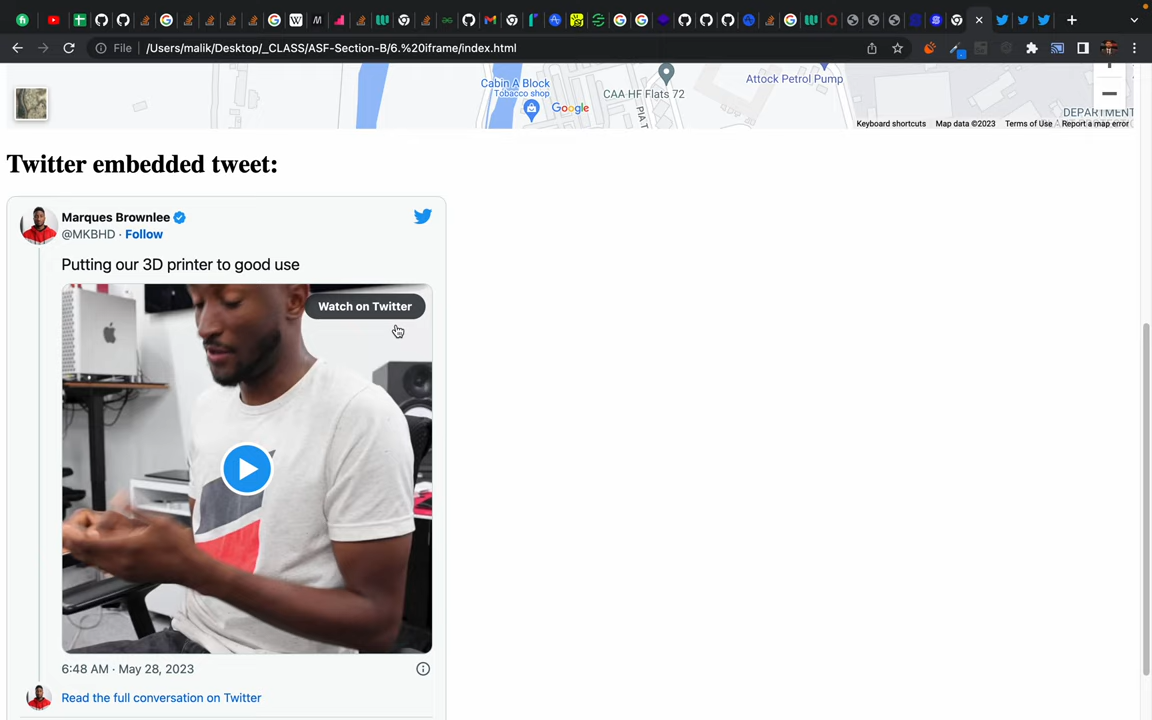 File
/Users/malik/Desktop/_CLASS/ASF-Section-B/6.%20iframe/index.html
Cabin A Block
Tobacco shop
CAA HF Flats 72
Attock Petrol Pump
Google
PIA T
DEPARTMENT
Keyboard shortcuts
Map data ©2023
Terms of Use
Report a map error
Twitter embedded tweet:
Marques Brownlee
@MKBHD · Follow
Putting our 3D printer to good use
Watch on Twitter
6:48 AM · May 28, 2023
Read the full conversation on Twitter